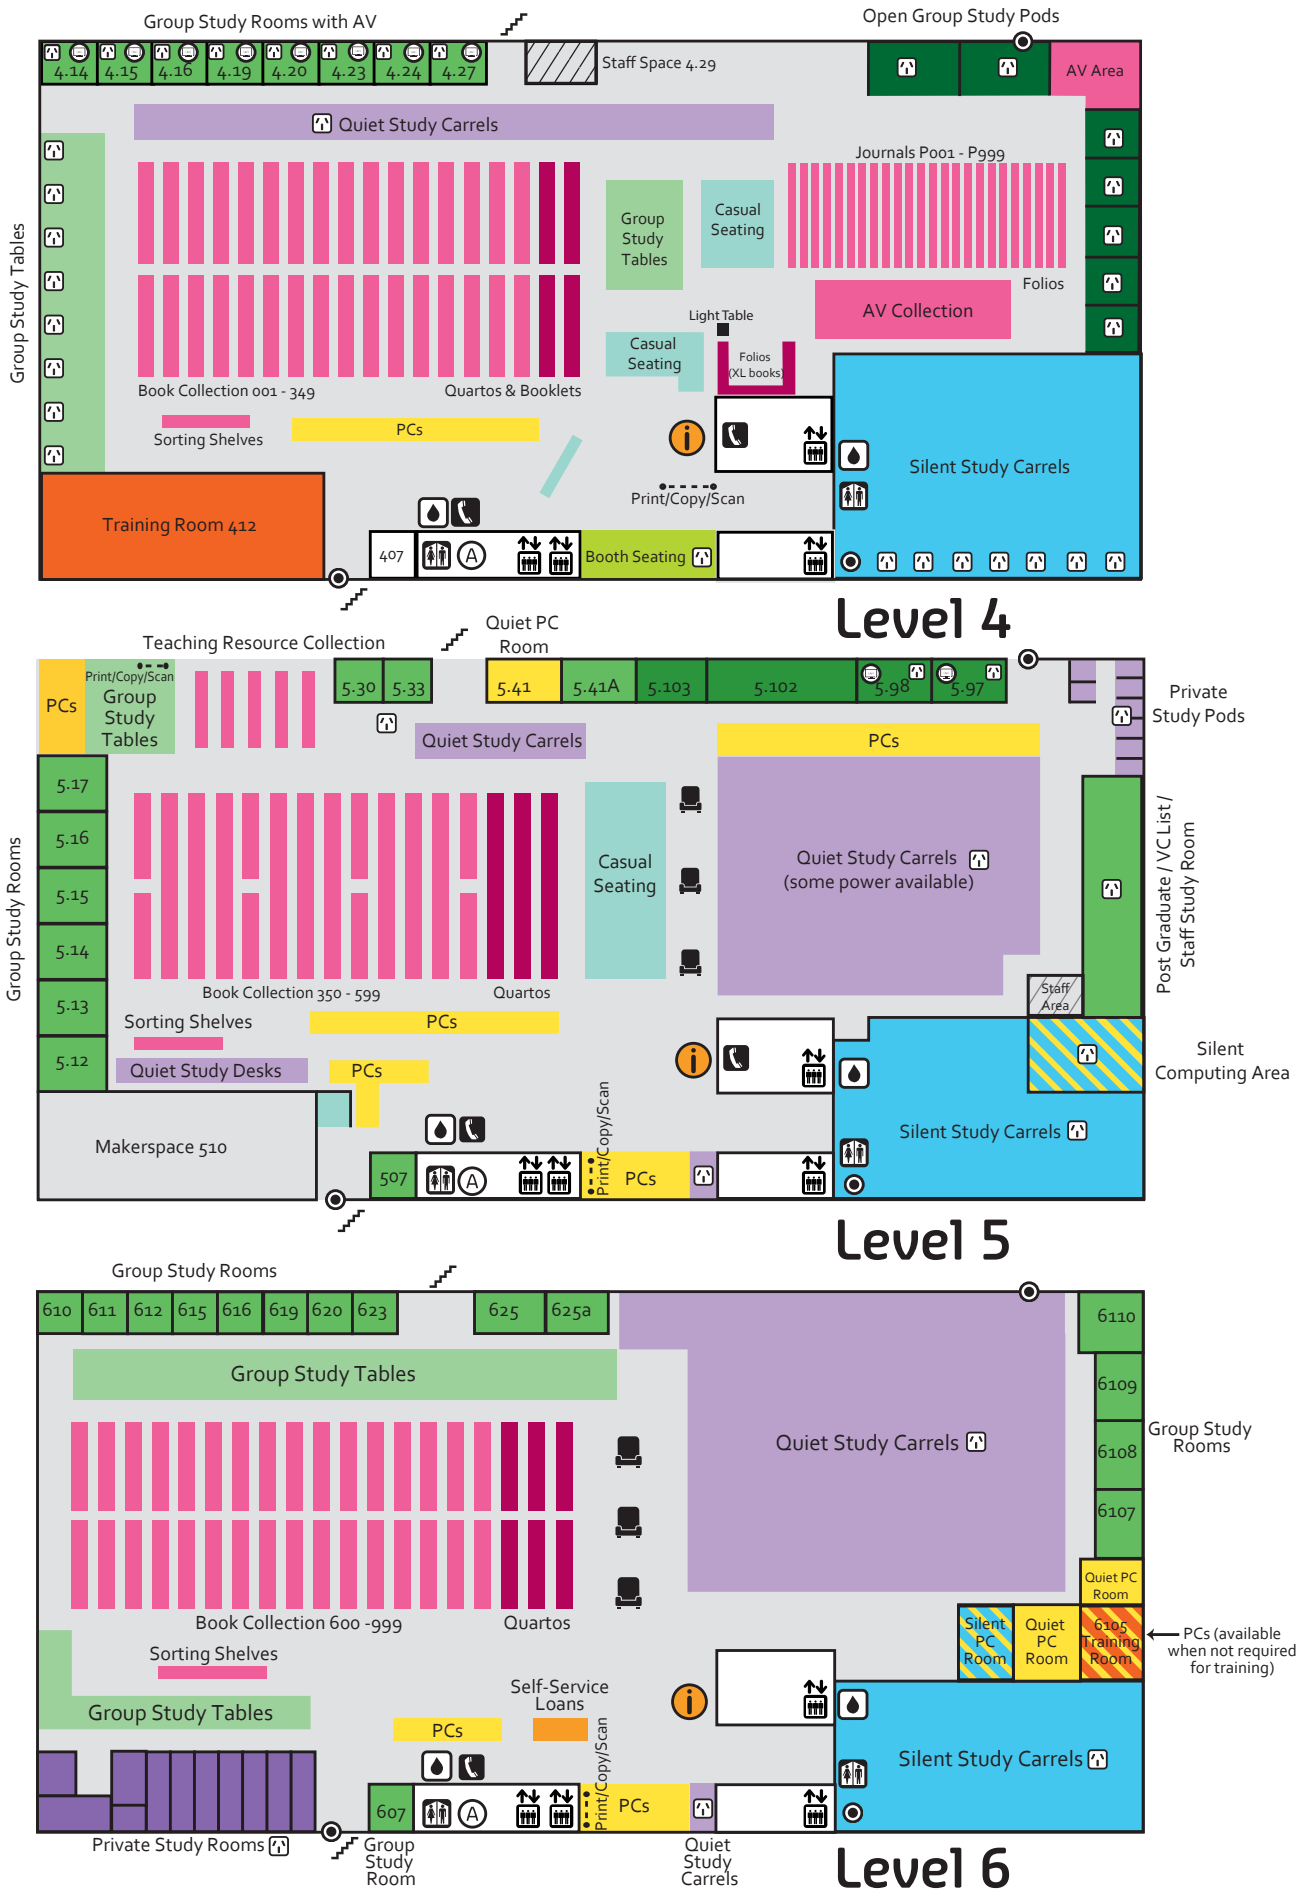 Group Study Rooms with AV
Open Group Study Pods
4.14
4.15
4.16
4.19
4.20
4.23
4.24
4.27
Staff Space 4.29
AV Area
Quiet Study Carrels
Journals P001 - P999
Group Study Tables
Group
Study
Tables
Casual
Seating
Folios
AV Collection
Light Table
Casual
Seating
Folios
(XL books)
Book Collection 001 - 349
Quartos & Booklets
Sorting Shelves
PCs
i
Silent Study Carrels
Print/Copy/Scan
Training Room 412
407
A
Booth Seating
Level 4
Teaching Resource Collection
Quiet PC
Room
PCs
Print/Copy/Scan
Group
Study
Tables
5.30
5.33
5.41
5.41A
5.103
5.102
5.98
5.97
Private
Study Pods
Quiet Study Carrels
PCs
Group Study Rooms
5.17
5.16
5.15
5.14
5.13
5.12
Casual
Seating
Quiet Study Carrels
(some power available)
Post Graduate / VC List /
Staff Study Room
Book Collection 350 - 599
Quartos
Staff
Area
Sorting Shelves
PCs
Quiet Study Desks
PCs
i
Silent
Computing Area
Makerspace 510
Silent Study Carrels
507
A
Print/Copy/Scan
PCs
Level 5
Group Study Rooms
610
611
612
615
616
619
620
623
625
625a
6110
Group Study Tables
6109
Quiet Study Carrels
6108
Group Study
Rooms
6107
Quiet PC
Room
Book Collection 600 -999
Quartos
Silent
PC
Room
Quiet
PC
Room
6105
Training
Room
PCs (available
when not required
for training)
Sorting Shelves
Group Study Tables
Self-Service
Loans
PCs
i
Silent Study Carrels
Print/Copy/Scan
607
A
PCs
Private Study Rooms
Group
Study
Room
Quiet
Study
Carrels
Level 6